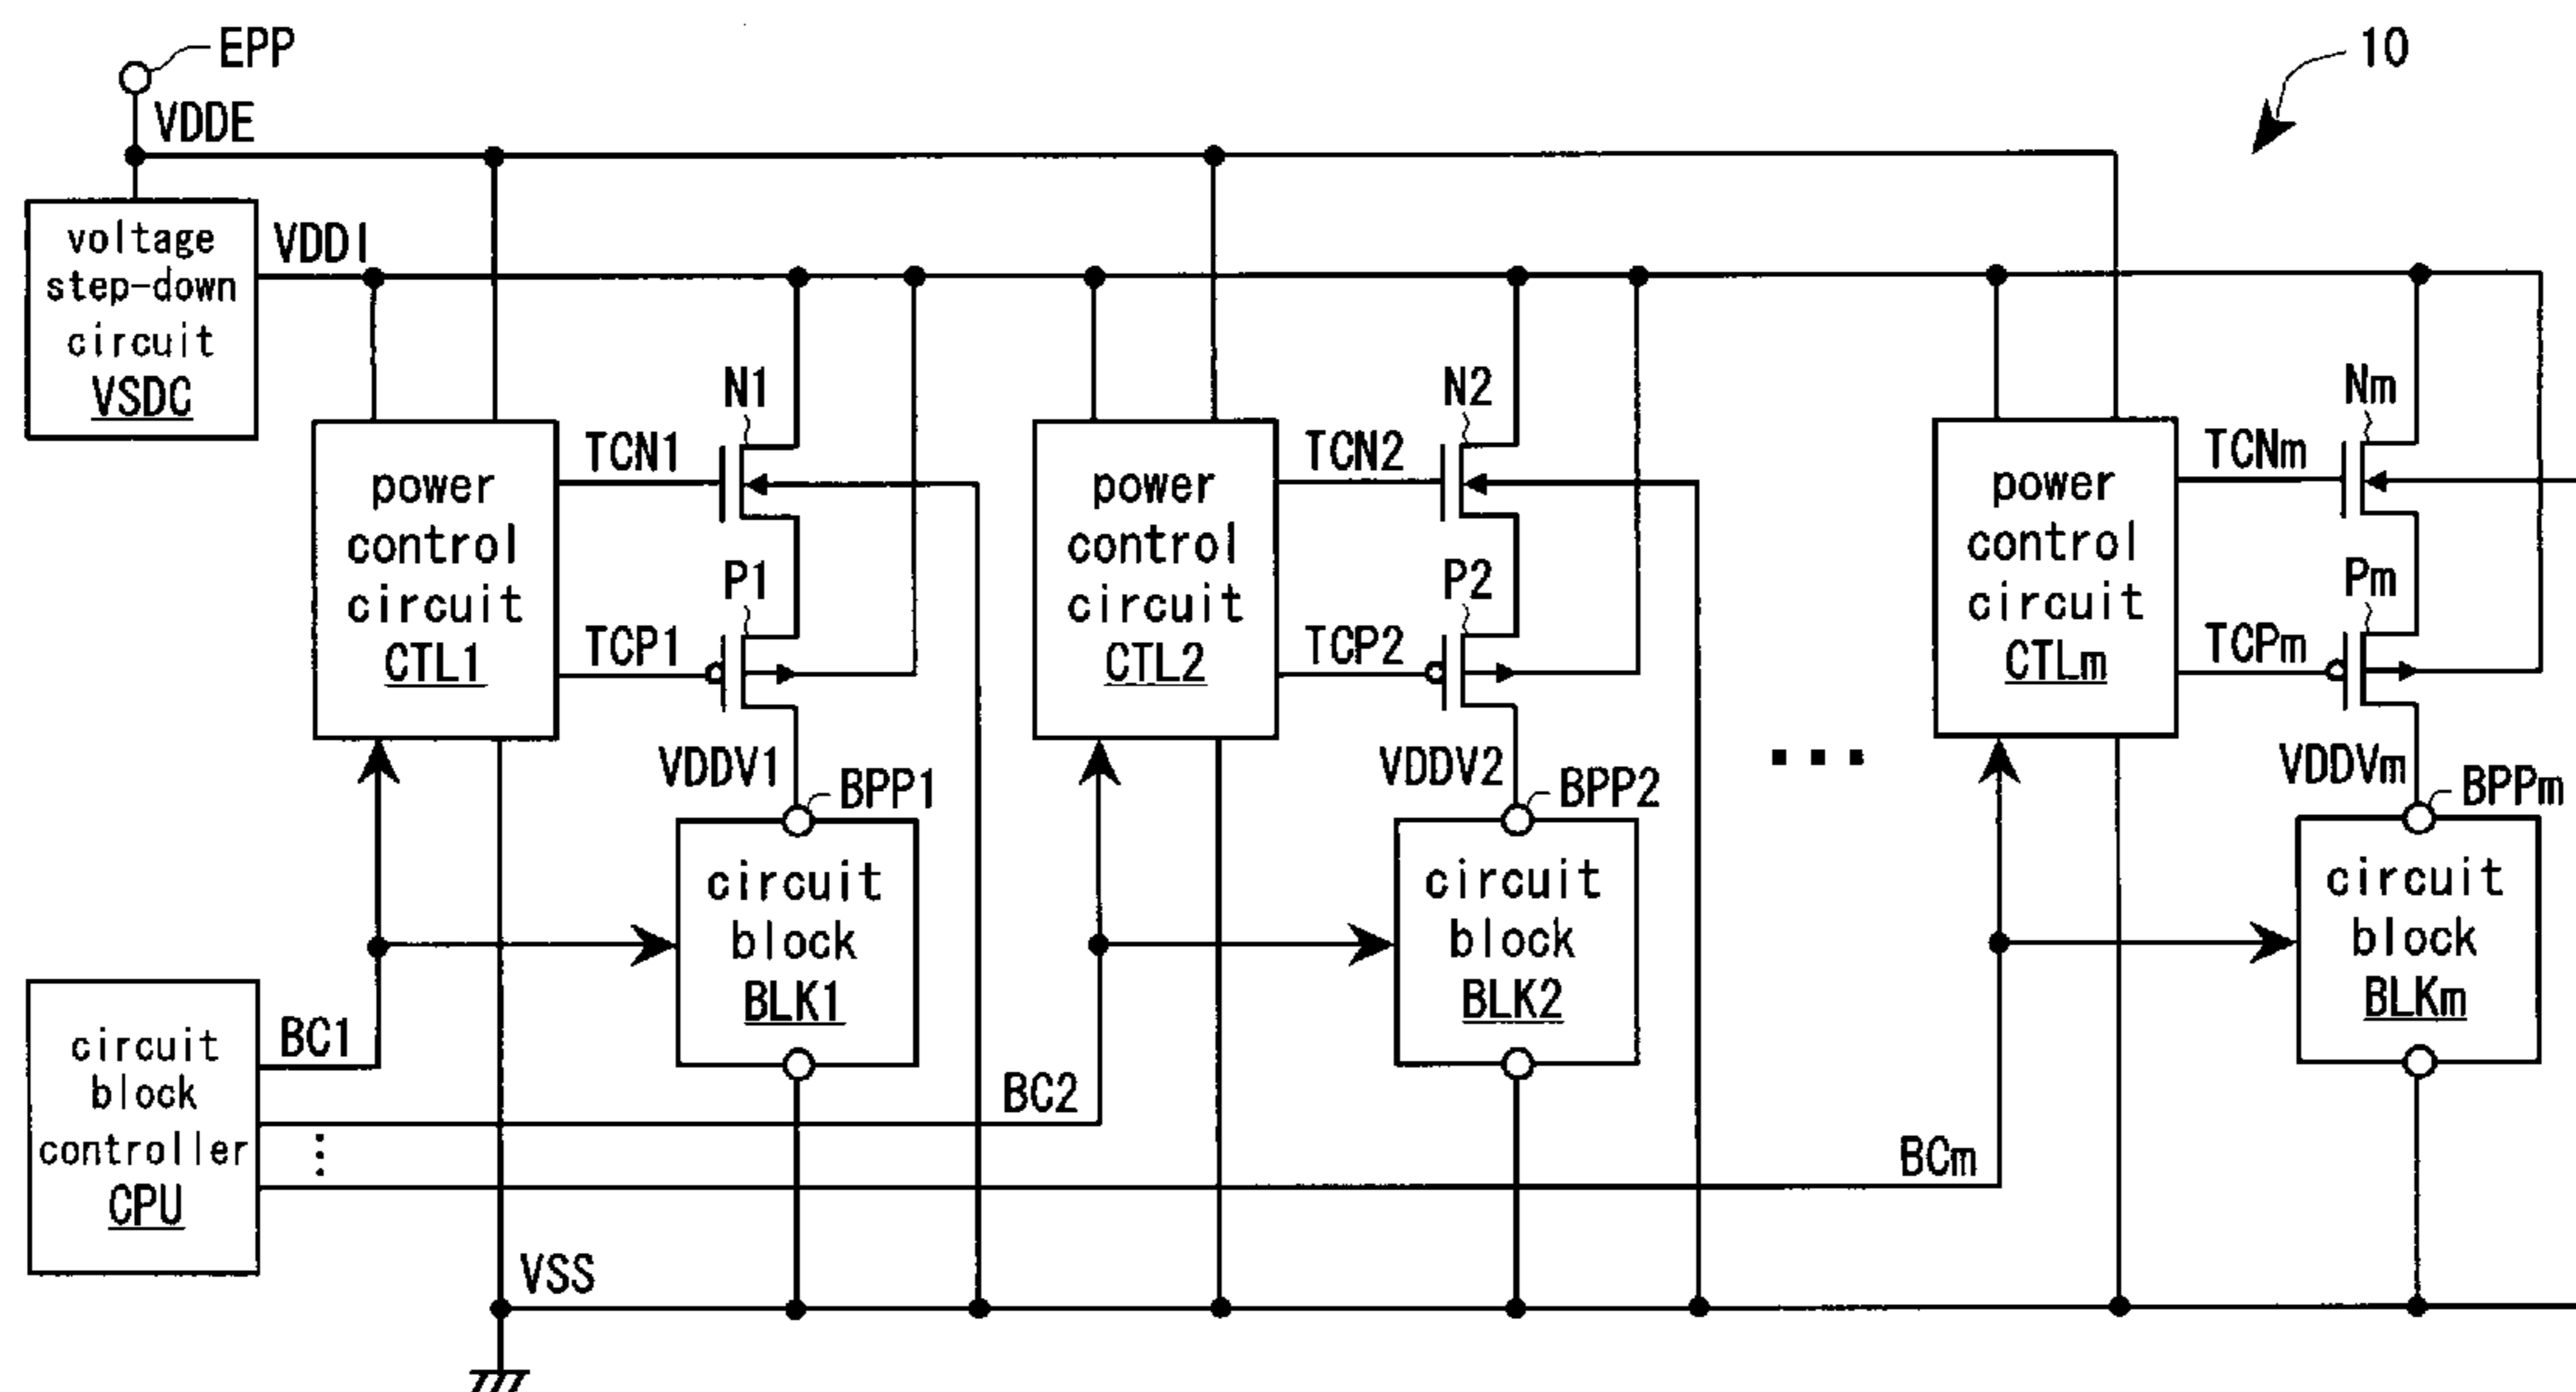 EPP
10
VDDE
voltage
step-down
circuit
VSDC
VDDI
N1
N2
Nm
TCN1
TCN2
TCNm
power
control
circuit
CTL1
power
control
circuit
CTL2
power
control
circuit
CTLm
P1
P2
Pm
TCP1
TCP2
TCPm
VDDV1
BPP1
VDDV2
BPP2
...
VDDVm
BPPm
circuit
block
BLK1
circuit
block
BLK2
circuit
block
BLKm
circuit
block
controller
CPU
BC1
BC2
⋮
BCm
VSS